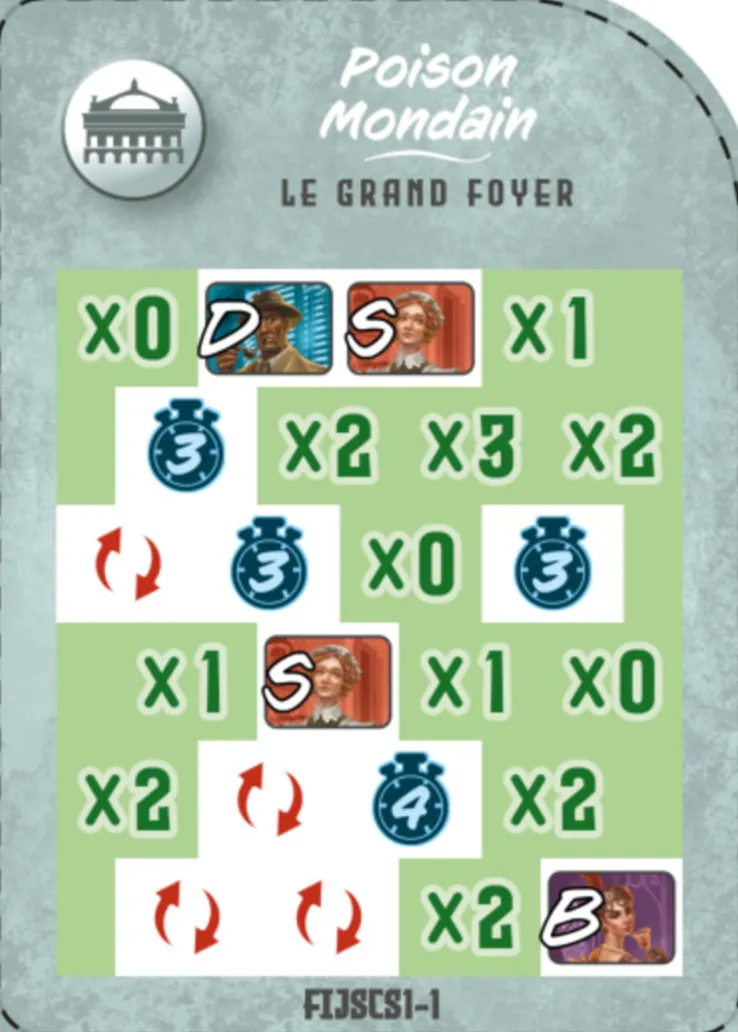 Poison
Mondain
LE GRAND FOYER
X0 D S X1
3 X2 X3 X2
3 X0 3
X1 S X1 X0
X2 4 X2
X2 B
FIJSCS1-1